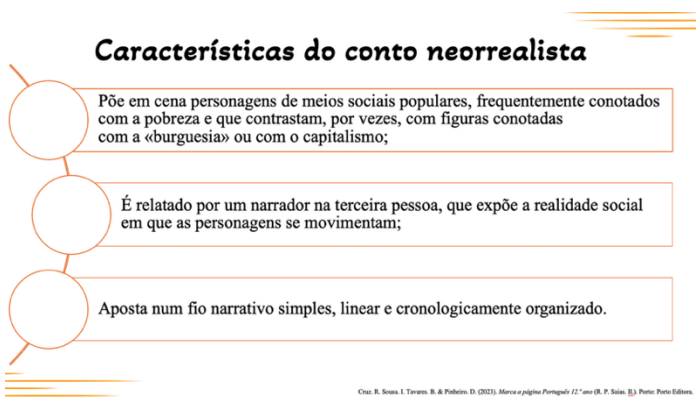 Características do conto neorrealista
Põe em cena personagens de meios sociais populares, frequentemente conotados
com a pobreza e que contrastam, por vezes, com figuras conotadas
com a «burguesia» ou com o capitalismo;
É relatado por um narrador na terceira pessoa, que expõe a realidade social
em que as personagens se movimentam;
Aposta num fio narrativo simples, linear e cronologicamente organizado.
Cruz. R. Sousa. I. Tavares. B. & Pinheiro. D. (2023). Marca a página Português 12.º ano (R. P. Saias. R.). Porto: Porto Editora.